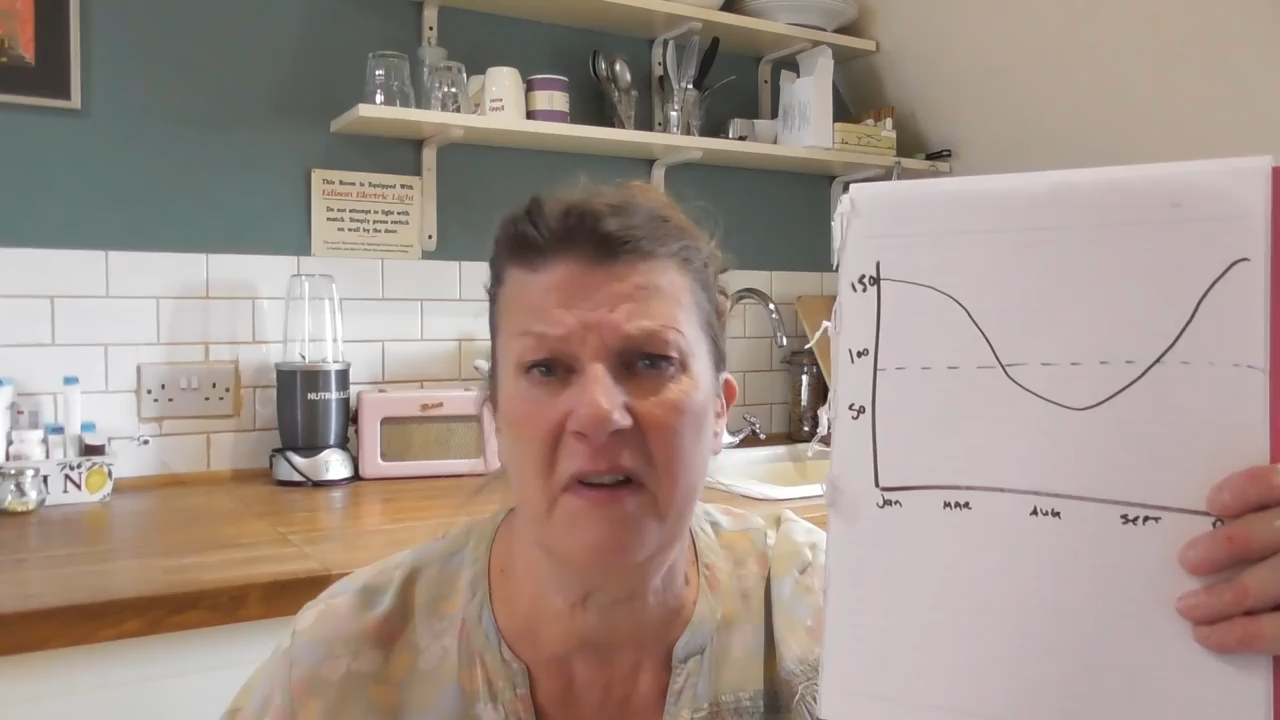 This Room is Equipped With
Edison Electric Light
Do not attempt to light with
match. Simply press switch
on wall by the door.
NUTRIBULLET
N
150
100
50
Jan MAR AUG SEPT D